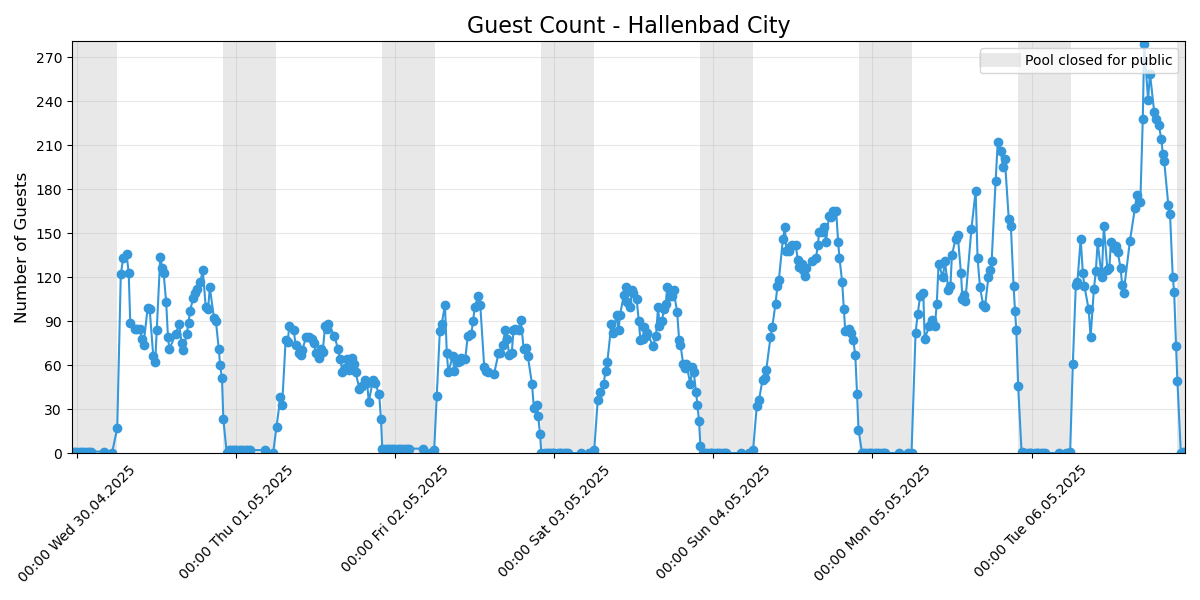 Guest Count - Hallenbad City
Pool closed for public
Number of Guests
270
240
210
180
150
120
90
60
30
0
00:00 Wed 30.04.2025
00:00 Thu 01.05.2025
00:00 Fri 02.05.2025
00:00 Sat 03.05.2025
00:00 Sun 04.05.2025
00:00 Mon 05.05.2025
00:00 Tue 06.05.2025